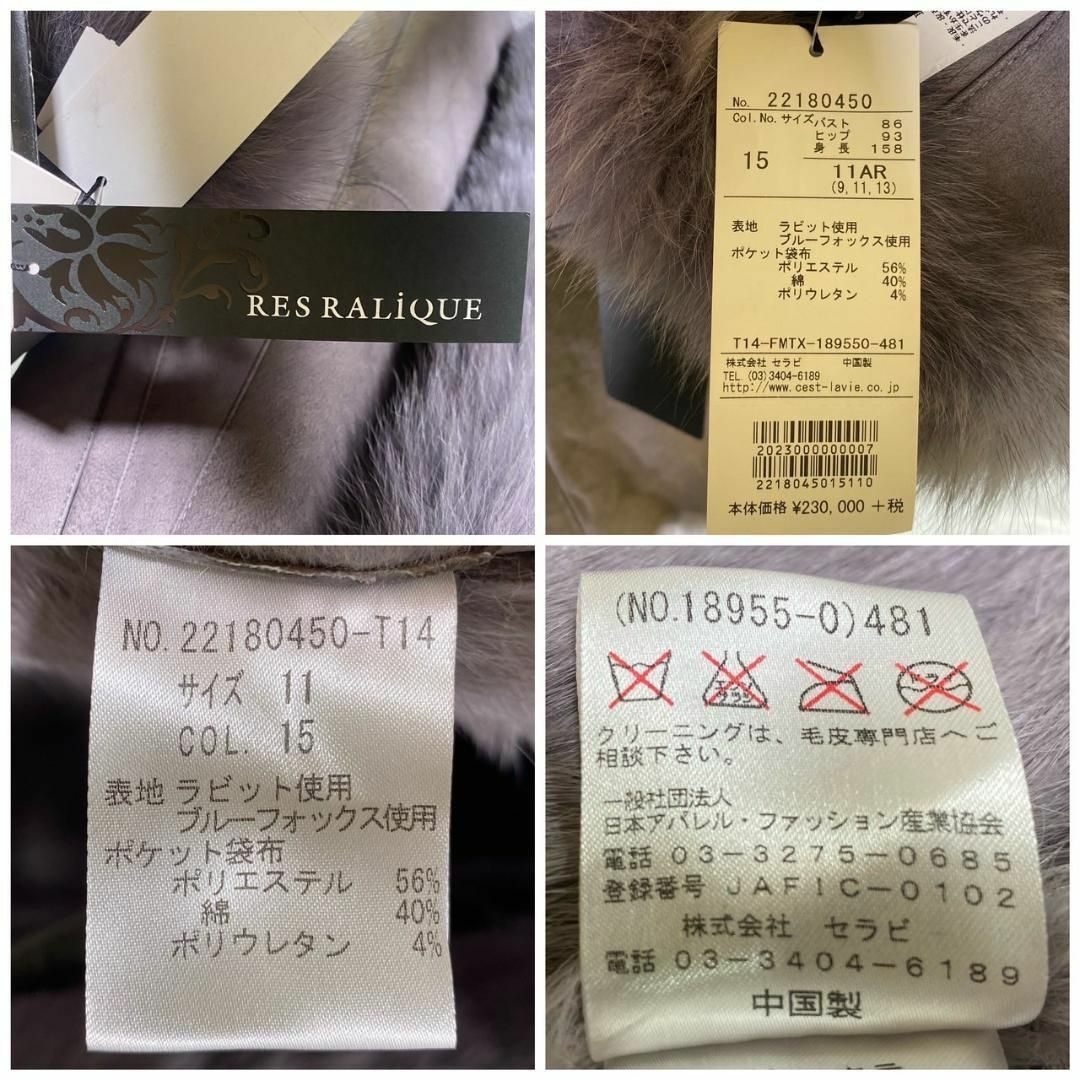 RES RALiQUE
No. 22180450
Col.No. サイズ バスト 86
ヒップ 93
身長 158
15
11AR
(9,11,13)
表地 ラビット使用
ブルーフォックス使用
ポケット袋布
ポリエステル 56%
綿 40%
ポリウレタン 4%
T14-FMTX-189550-481
株式会社 セラビ 中国製
TEL.(03)3404-6189
http://www.cest-lavie.co.jp
2023000000007
2218045015110
本体価格 ¥230,000 +税
NO.22180450-T14
サイズ 11
COL. 15
表地 ラビット使用
ブルーフォックス使用
ポケット袋布
ポリエステル 56%
綿 40%
ポリウレタン 4%
(NO.18955-0)481
クリーニングは、毛皮専門店へご
相談下さい。
一般社団法人
日本アパレル・ファッション産業協会
電話 03-3275-0685
登録番号 JAFIC-0102
株式会社 セラビ
電話 03-3404-6189
中国製